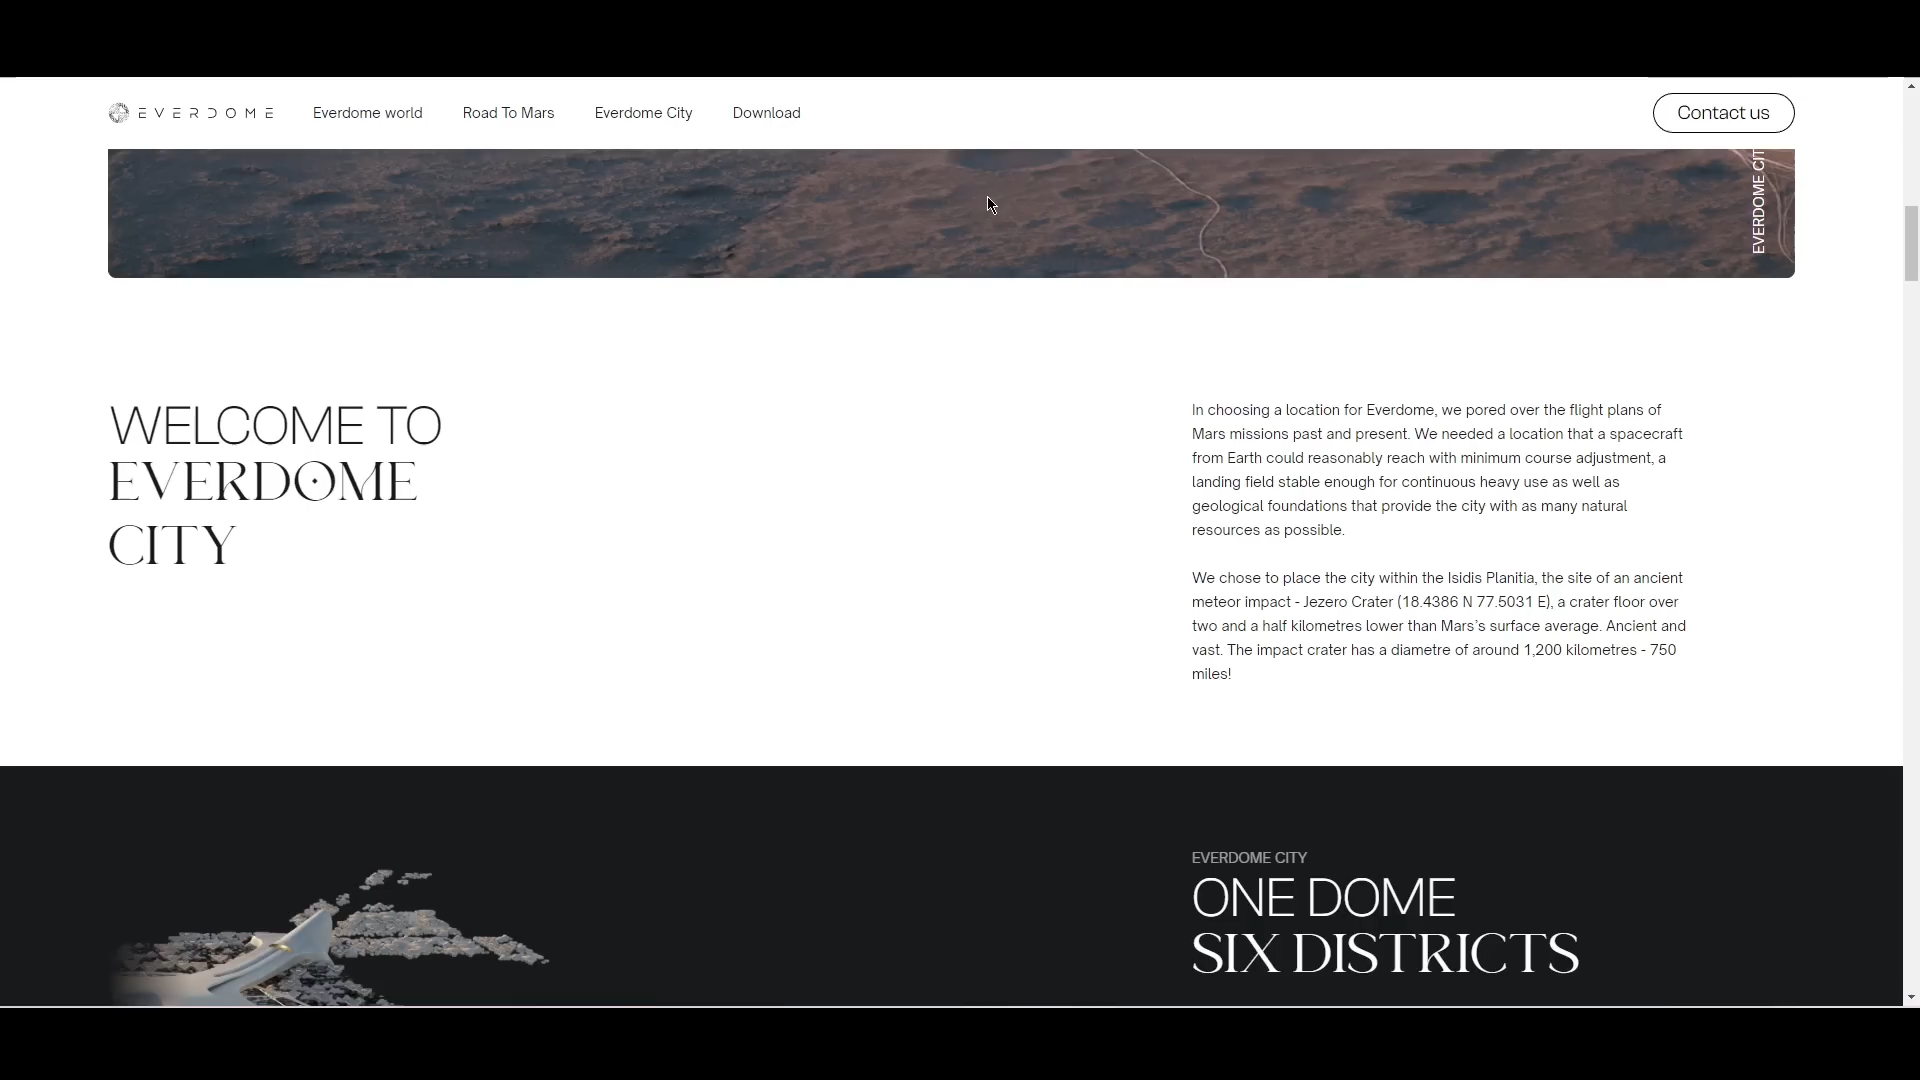 EVERDOME
Everdome world
Road To Mars
Everdome City
Download
Contact us
EVERDOME CIT
WELCOME TO
EVERDOME
CITY
In choosing a location for Everdome, we pored over the flight plans of
Mars missions past and present. We needed a location that a spacecraft
from Earth could reasonably reach with minimum course adjustment, a
landing field stable enough for continuous heavy use as well as
geological foundations that provide the city with as many natural
resources as possible.
We chose to place the city within the Isidis Planitia, the site of an ancient
meteor impact - Jezero Crater (18.4386 N 77.5031 E), a crater floor over
two and a half kilometres lower than Mars’s surface average. Ancient and
vast. The impact crater has a diametre of around 1,200 kilometres - 750
miles!
EVERDOME CITY
ONE DOME
SIX DISTRICTS